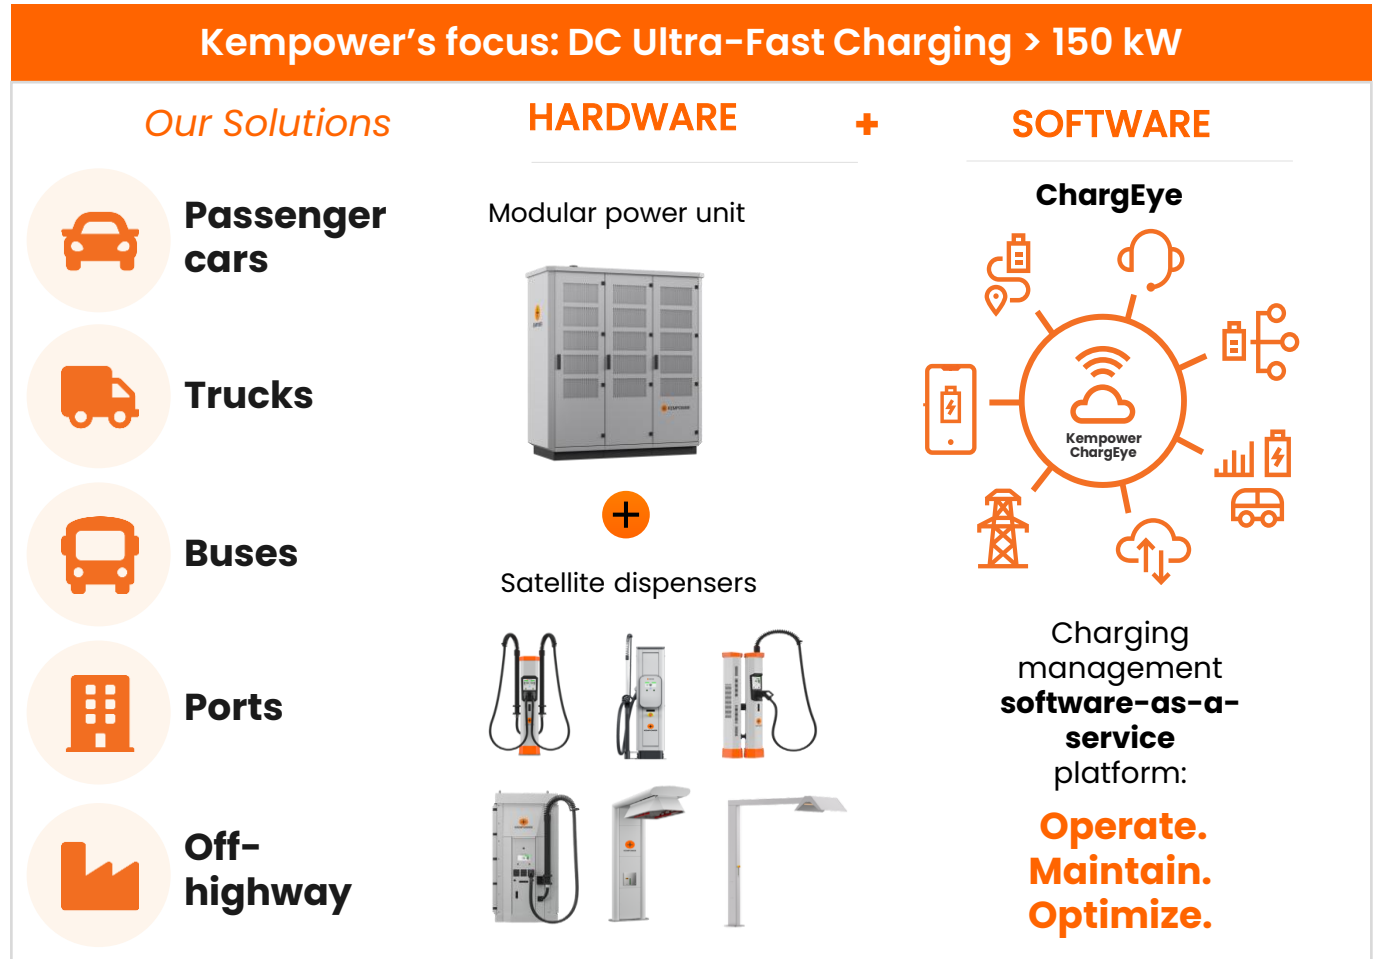 Kempower’s focus: DC Ultra-Fast Charging > 150 kW
Our Solutions
HARDWARE
+
SOFTWARE
Passenger
cars
Trucks
Buses
Ports
Off-
highway
Modular power unit
KEMPOWER
+
Satellite dispensers
ChargEye
Kempower
ChargEye
Charging
management
software-as-a-
service
platform:
Operate.
Maintain.
Optimize.